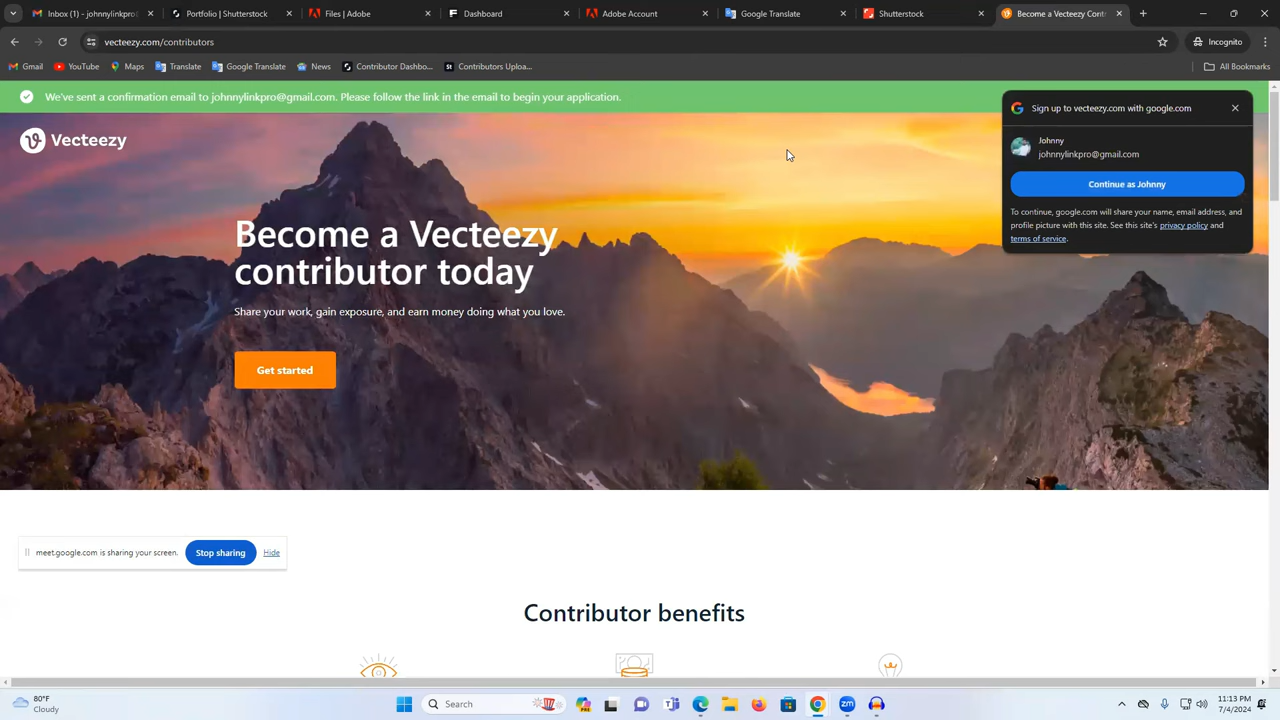 Inbox (1) - johnnylinkpro
Portfolio | Shutterstock
Files | Adobe
Dashboard
Adobe Account
Google Translate
Shutterstock
Become a Vecteezy Cont
vecteezy.com/contributors
Incognito
Gmail
YouTube
Maps
Translate
Google Translate
News
Contributor Dashbo...
Contributors Uploa...
All Bookmarks
We've sent a confirmation email to johnnylinkpro@gmail.com. Please follow the link in the email to begin your application.
Sign up to vecteezy.com with google.com
Johnny
johnnylinkpro@gmail.com
Continue as Johnny
To continue, google.com will share your name, email address, and
profile picture with this site. See this site's privacy policy and
terms of service.
Vecteezy
Become a Vecteezy
contributor today
Share your work, gain exposure, and earn money doing what you love.
Get started
meet.google.com is sharing your screen.
Stop sharing
Hide
Contributor benefits
80°F
Cloudy
Search
11:13 PM
7/4/2024